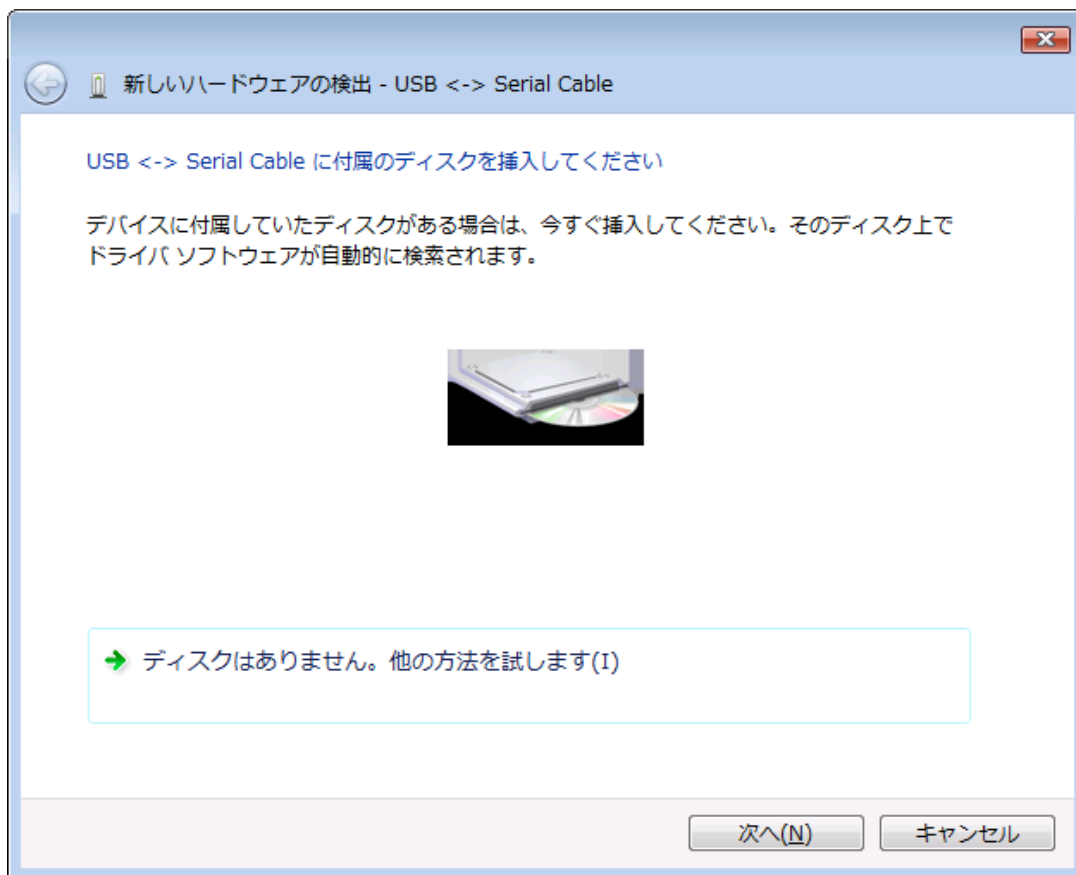 新しいハードウェアの検出 - USB <-> Serial Cable
USB <-> Serial Cable に付属のディスクを挿入してください
デバイスに付属していたディスクがある場合は、今すぐ挿入してください。そのディスク上で
ドライバ ソフトウェアが自動的に検索されます。
ディスクはありません。他の方法を試します(I)
次へ(N)
キャンセル